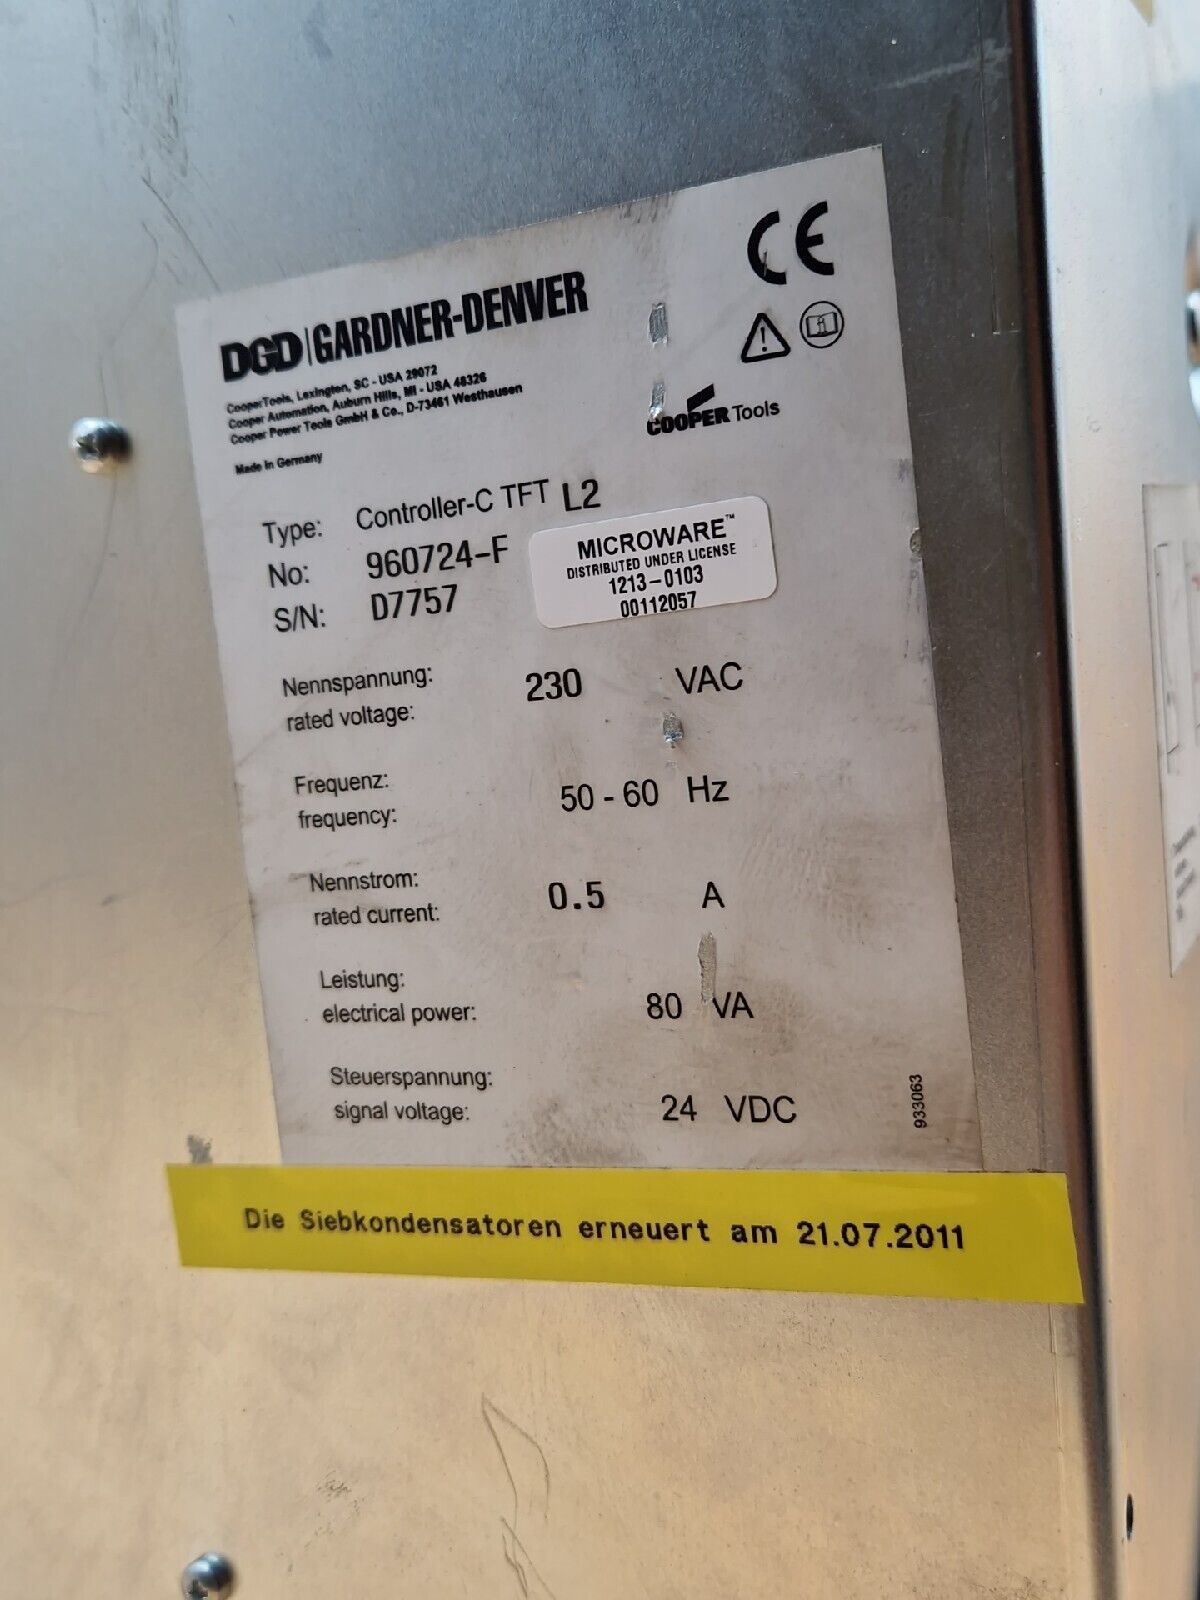 CE
DGD|GARDNER-DENVER
CooperTools, Lexington, SC - USA 29072
Cooper Automation, Auburn Hills, MI - USA 48326
Cooper Power Tools GmbH & Co., D-73461 Westhausen
Made in Germany
COOPER Tools
Type: Controller-C TFT L2
No: 960724-F
S/N: D7757
MICROWARE™
DISTRIBUTED UNDER LICENSE
1213-0103
00112057
Nennspannung:
rated voltage: 230 VAC
Frequenz:
frequency: 50 - 60 Hz
Nennstrom:
rated current: 0.5 A
Leistung:
electrical power: 80 VA
Steuerspannung:
signal voltage: 24 VDC
933063
Die Siebkondensatoren erneuert am 21.07.2011